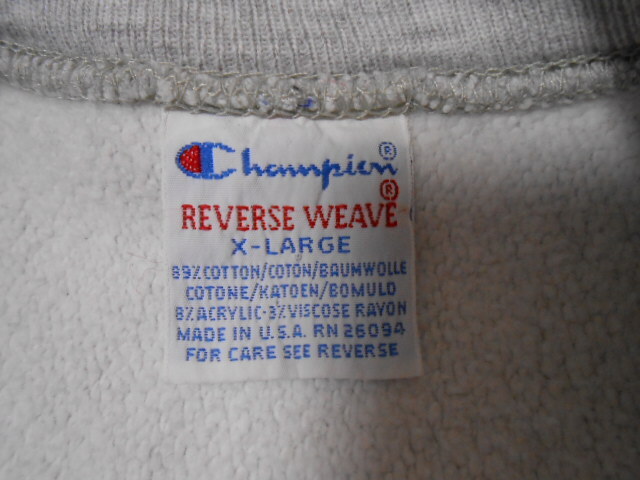 Champion®
®
REVERSE WEAVE
X-LARGE
89% COTTON/COTON/BAUMWOLLE
COTONE/KATOEN/BOMULD
8% ACRYLIC·3% VISCOSE RAYON
MADE IN U.S.A. RN 26094
FOR CARE SEE REVERSE